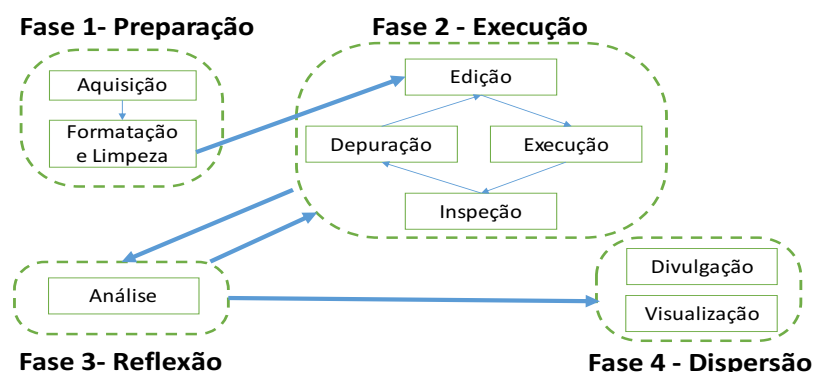 Fase 1- Preparação
Aquisição
Formatação
e Limpeza
Fase 2 - Execução
Edição
Depuração
Execução
Inspeção
Análise
Fase 3- Reflexão
Divulgação
Visualização
Fase 4 - Dispersão